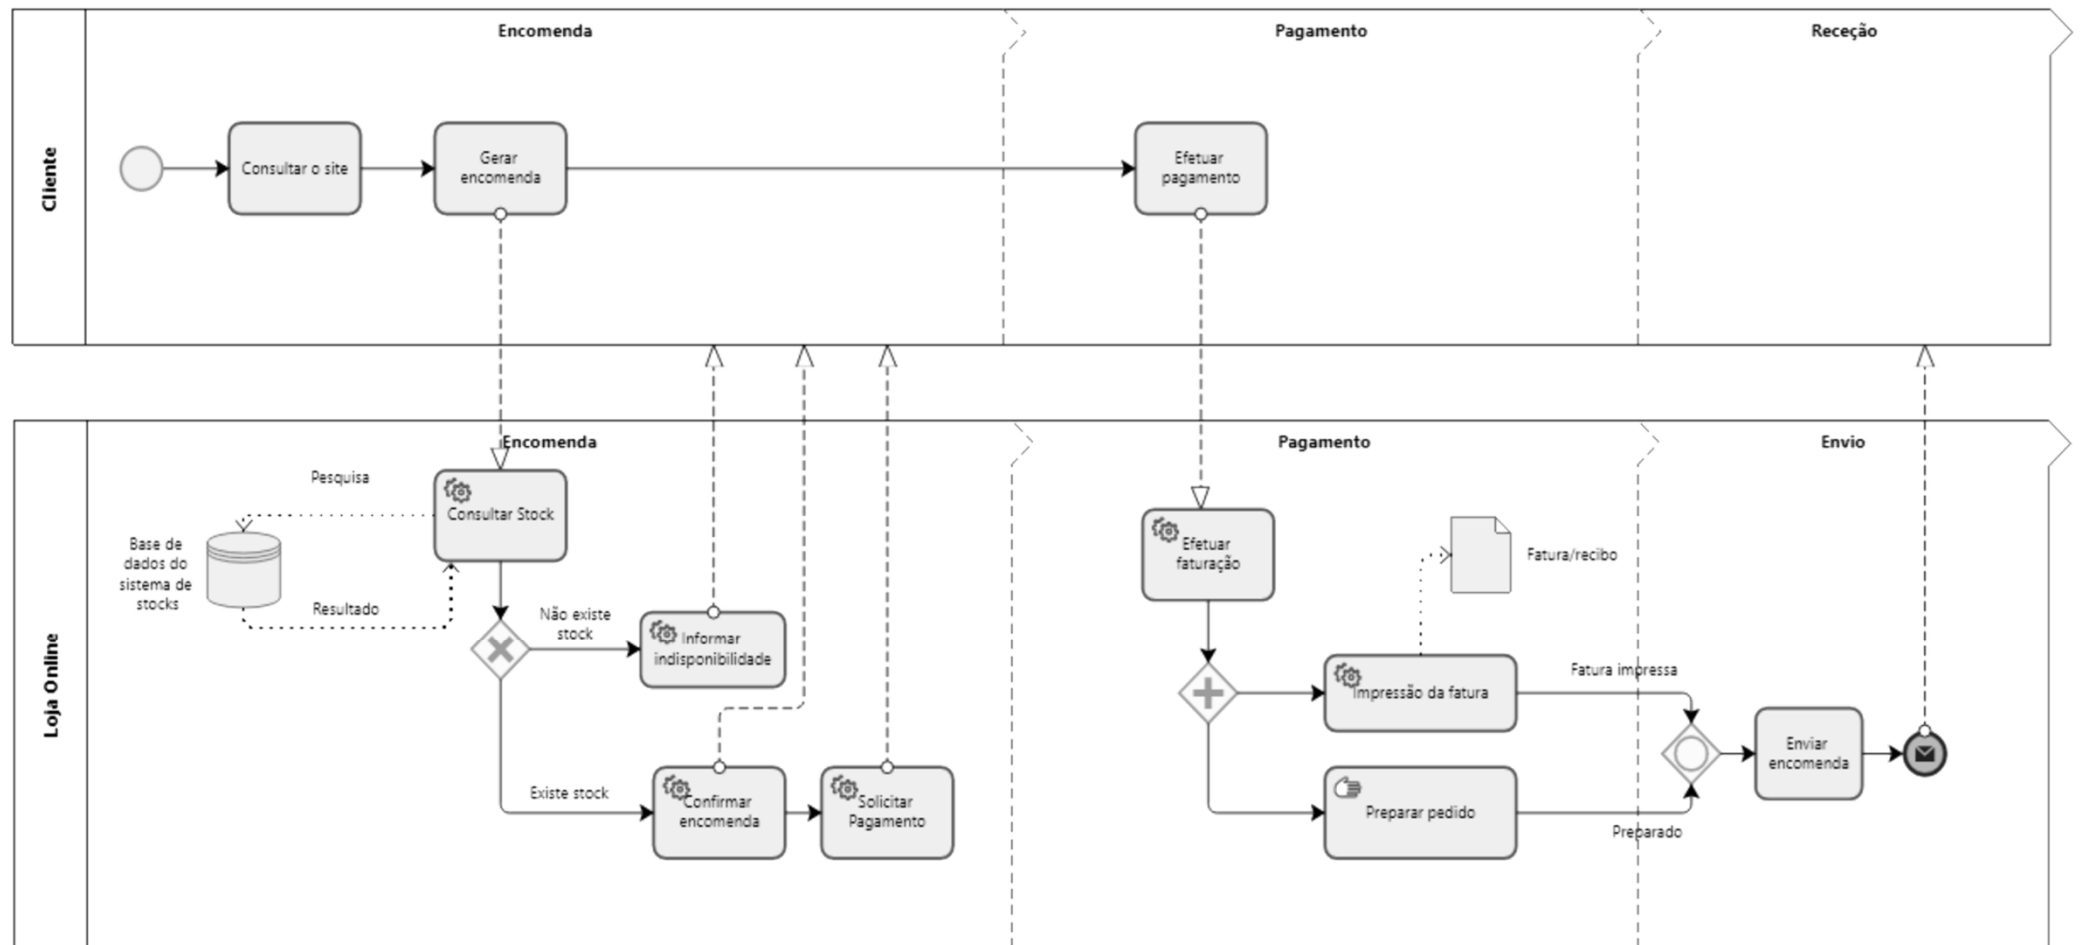 Encomenda
Pagamento
Receção
Cliente
Consultar o site
Gerar
encomenda
Efetuar
pagamento
Loja Online
Encomenda
Pagamento
Envio
Pesquisa
Consultar Stock
Base de
dados do
sistema de
stocks
Resultado
Não existe
stock
Informar
indisponibilidade
Existe stock
Confirmar
encomenda
Solicitar
Pagamento
Efetuar
faturação
Fatura/recibo
Impressão da fatura
Fatura impressa
Preparar pedido
Preparado
Enviar
encomenda